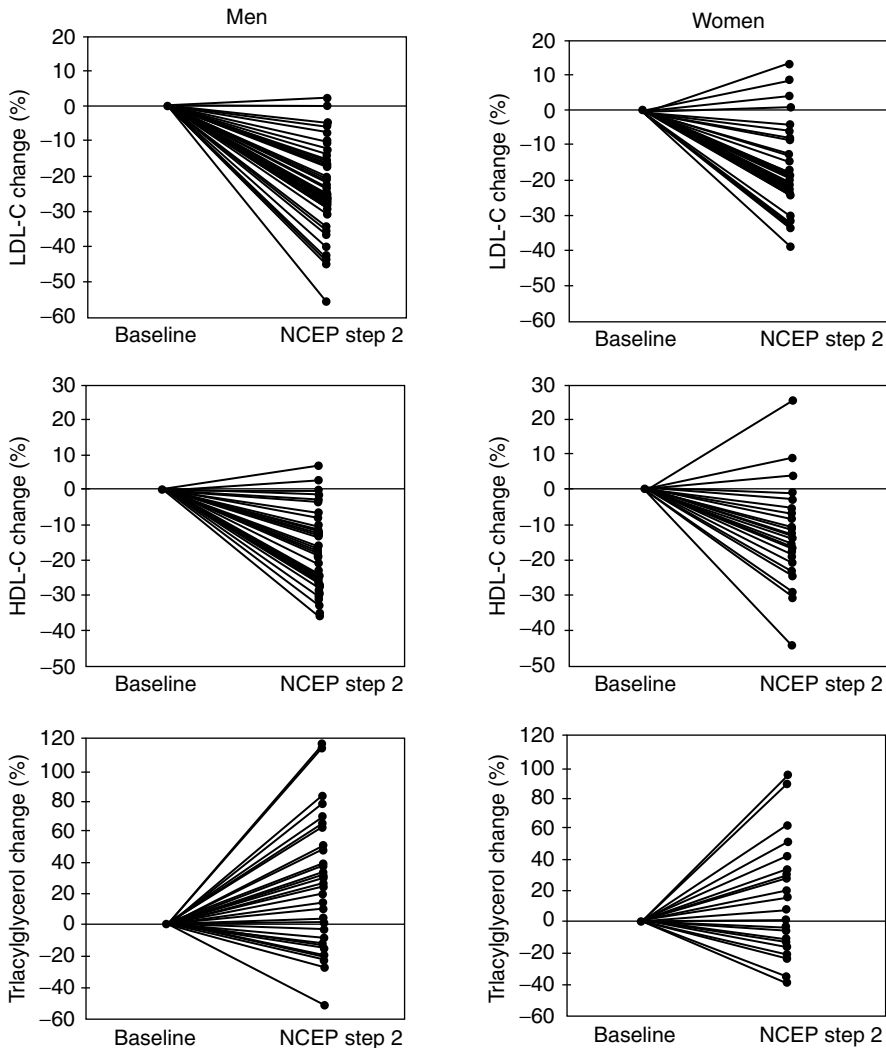 Men
LDL-C change (%)
20
10
0
−10
−20
−30
−40
−50
−60
Baseline
NCEP step 2
Women
LDL-C change (%)
20
10
0
−10
−20
−30
−40
−50
−60
Baseline
NCEP step 2
HDL-C change (%)
30
20
10
0
−10
−20
−30
−40
−50
Baseline
NCEP step 2
HDL-C change (%)
30
20
10
0
−10
−20
−30
−40
−50
Baseline
NCEP step 2
Trlacylglycerol change (%)
120
100
80
60
40
20
0
−20
−40
−60
Baseline
NCEP step 2
Trlacylglycerol change (%)
120
100
80
60
40
20
0
−20
−40
−60
Baseline
NCEP step 2